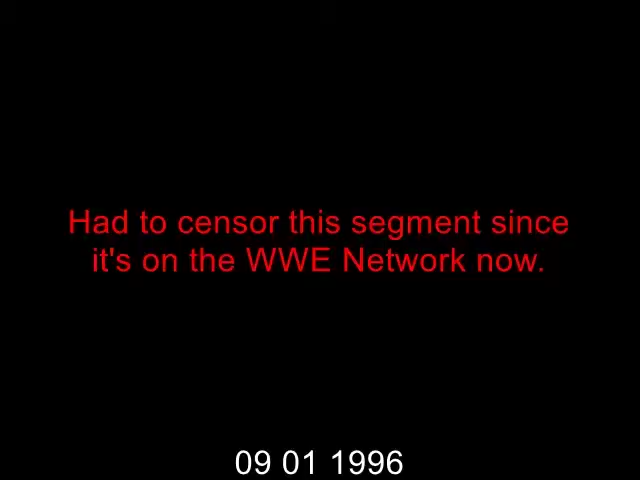 Had to censor this segment since
it's on the WWE Network now.
09 01 1996